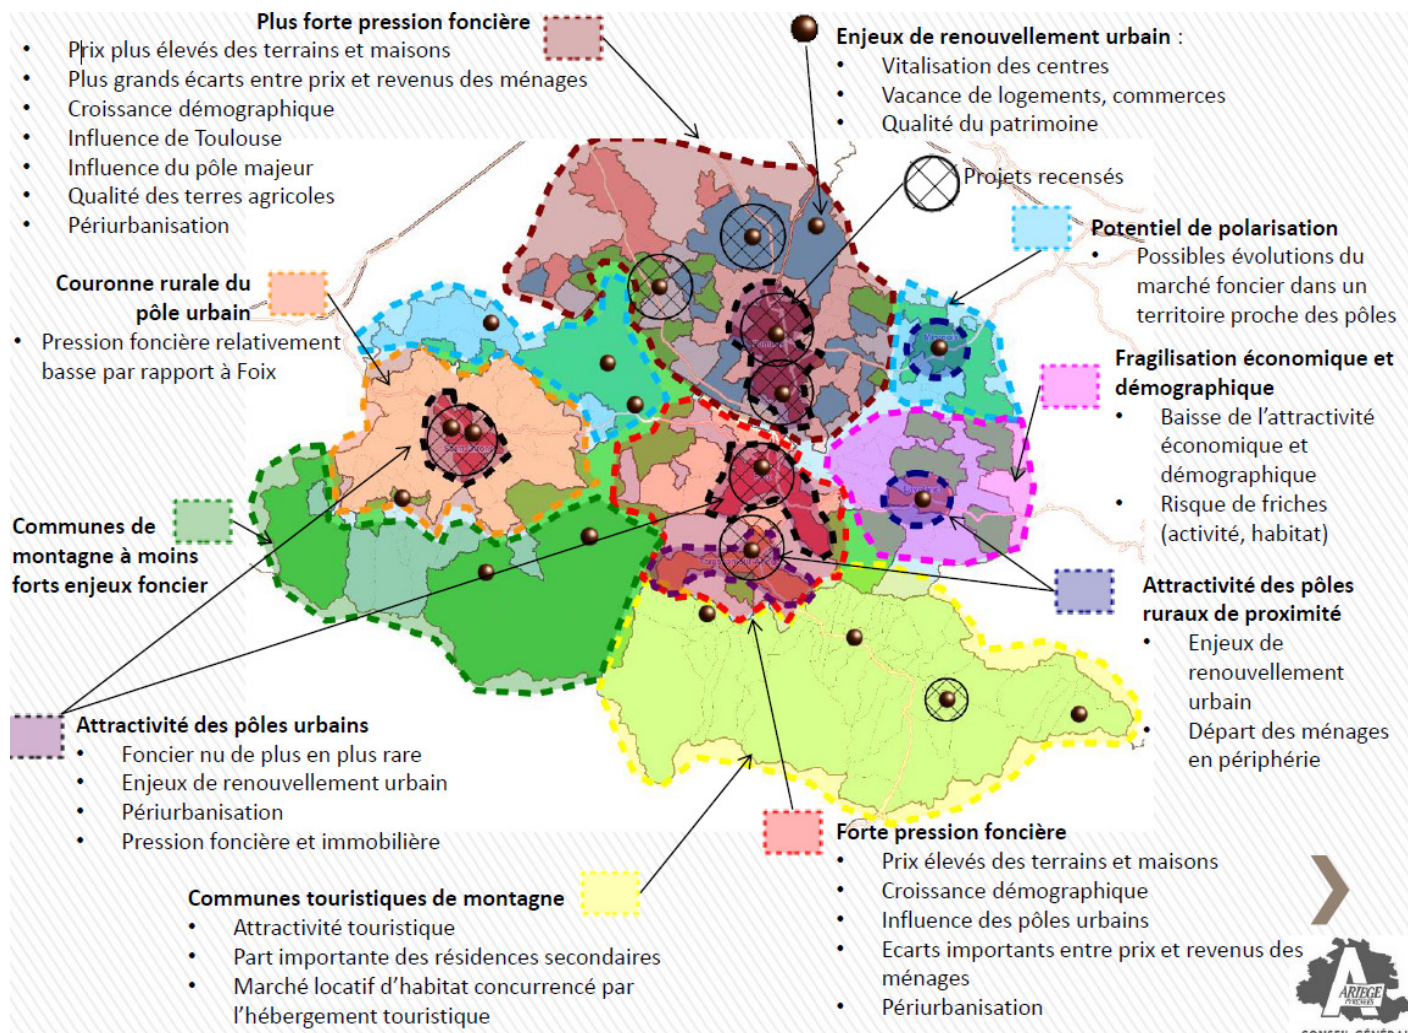 Plus forte pression foncière
• Prix plus élevés des terrains et maisons
• Plus grands écarts entre prix et revenus des ménages
• Croissance démographique
• Influence de Toulouse
• Influence du pôle majeur
• Qualité des terres agricoles
• Périurbanisation
Enjeux de renouvellement urbain :
• Vitalisation des centres
• Vacance de logements, commerces
• Qualité du patrimoine
Projets recensés
Potentiel de polarisation
• Possibles évolutions du
marché foncier dans un
territoire proche des pôles
Couronne rurale du
pôle urbain
• Pression foncière relativement
basse par rapport à Foix
Fragilisation économique et
démographique
• Baisse de l'attractivité
économique et
démographique
• Risque de friches
(activité, habitat)
Communes de
montagne à moins
forts enjeux foncier
Attractivité des pôles
ruraux de proximité
• Enjeux de
renouvellement
urbain
• Départ des ménages
en périphérie
Attractivité des pôles urbains
• Foncier nu de plus en plus rare
• Enjeux de renouvellement urbain
• Périurbanisation
• Pression foncière et immobilière
Forte pression foncière
• Prix élevés des terrains et maisons
• Croissance démographique
• Influence des pôles urbains
• Ecarts importants entre prix et revenus des
ménages
• Périurbanisation
Communes touristiques de montagne
• Attractivité touristique
• Part importante des résidences secondaires
• Marché locatif d'habitat concurrencé par
l'hébergement touristique
ARIEGE
PYRENEES